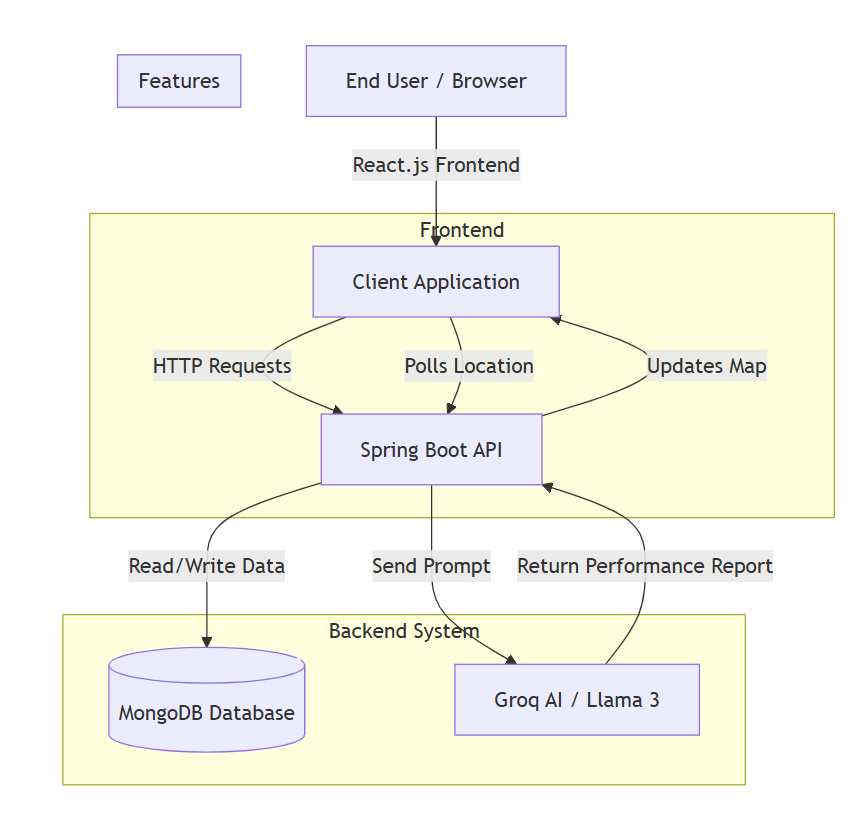 Features
End User / Browser
React.js Frontend
Frontend
Client Application
HTTP Requests
Polls Location
Updates Map
Spring Boot API
Read/Write Data
Send Prompt
Return Performance Report
Backend System
MongoDB Database
Groq AI / Llama 3